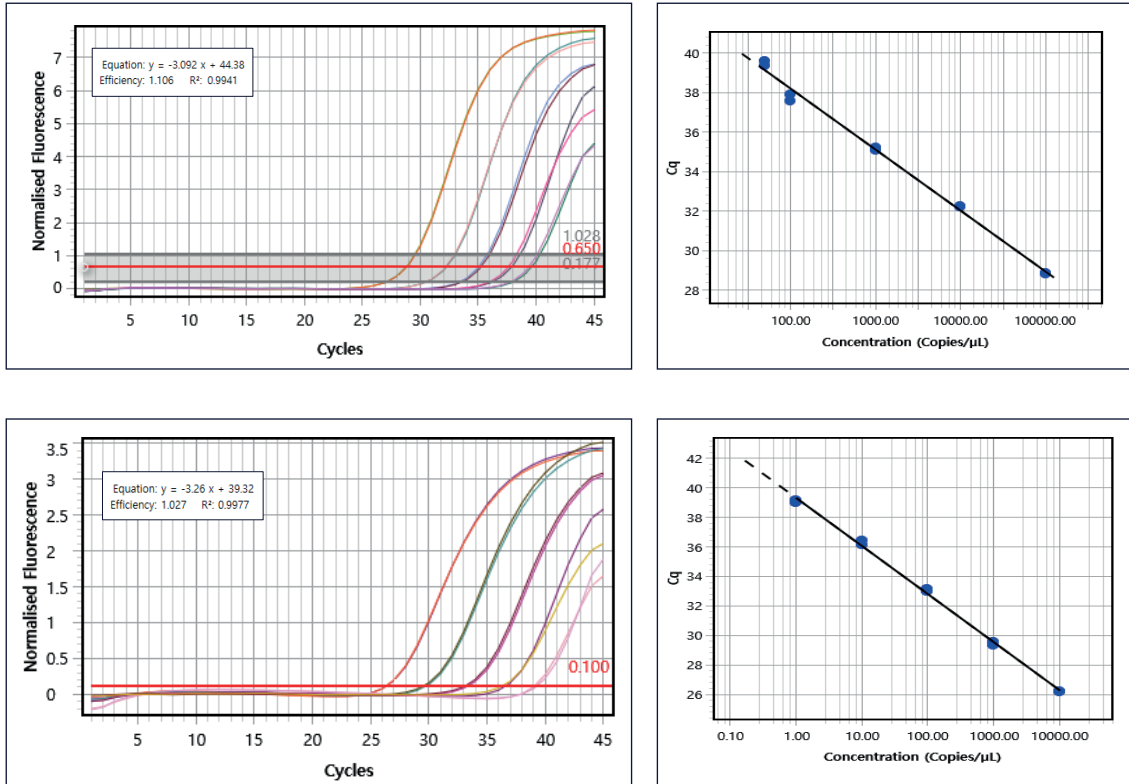 7
6
5
4
3
2
1
0
Normalised Fluorescence
Equation: y = -3.092 x + 44.38
Efficiency: 1.106 R²: 0.9941
1.028
0.650
0.177
5 10 15 20 25 30 35 40 45
Cycles
40
38
36
34
32
30
28
Cq
100.00 1000.00 10000.00 100000.00
Concentration (Copies/µL)
3.5
3
2.5
2
1.5
1
0.5
0
Normalised Fluorescence
Equation: y = -3.26 x + 39.32
Efficiency: 1.027 R²: 0.9977
0.100
5 10 15 20 25 30 35 40 45
Cycles
42
40
38
36
34
32
30
28
26
Cq
0.10 1.00 10.00 100.00 1000.00 10000.00
Concentration (Copies/µL)